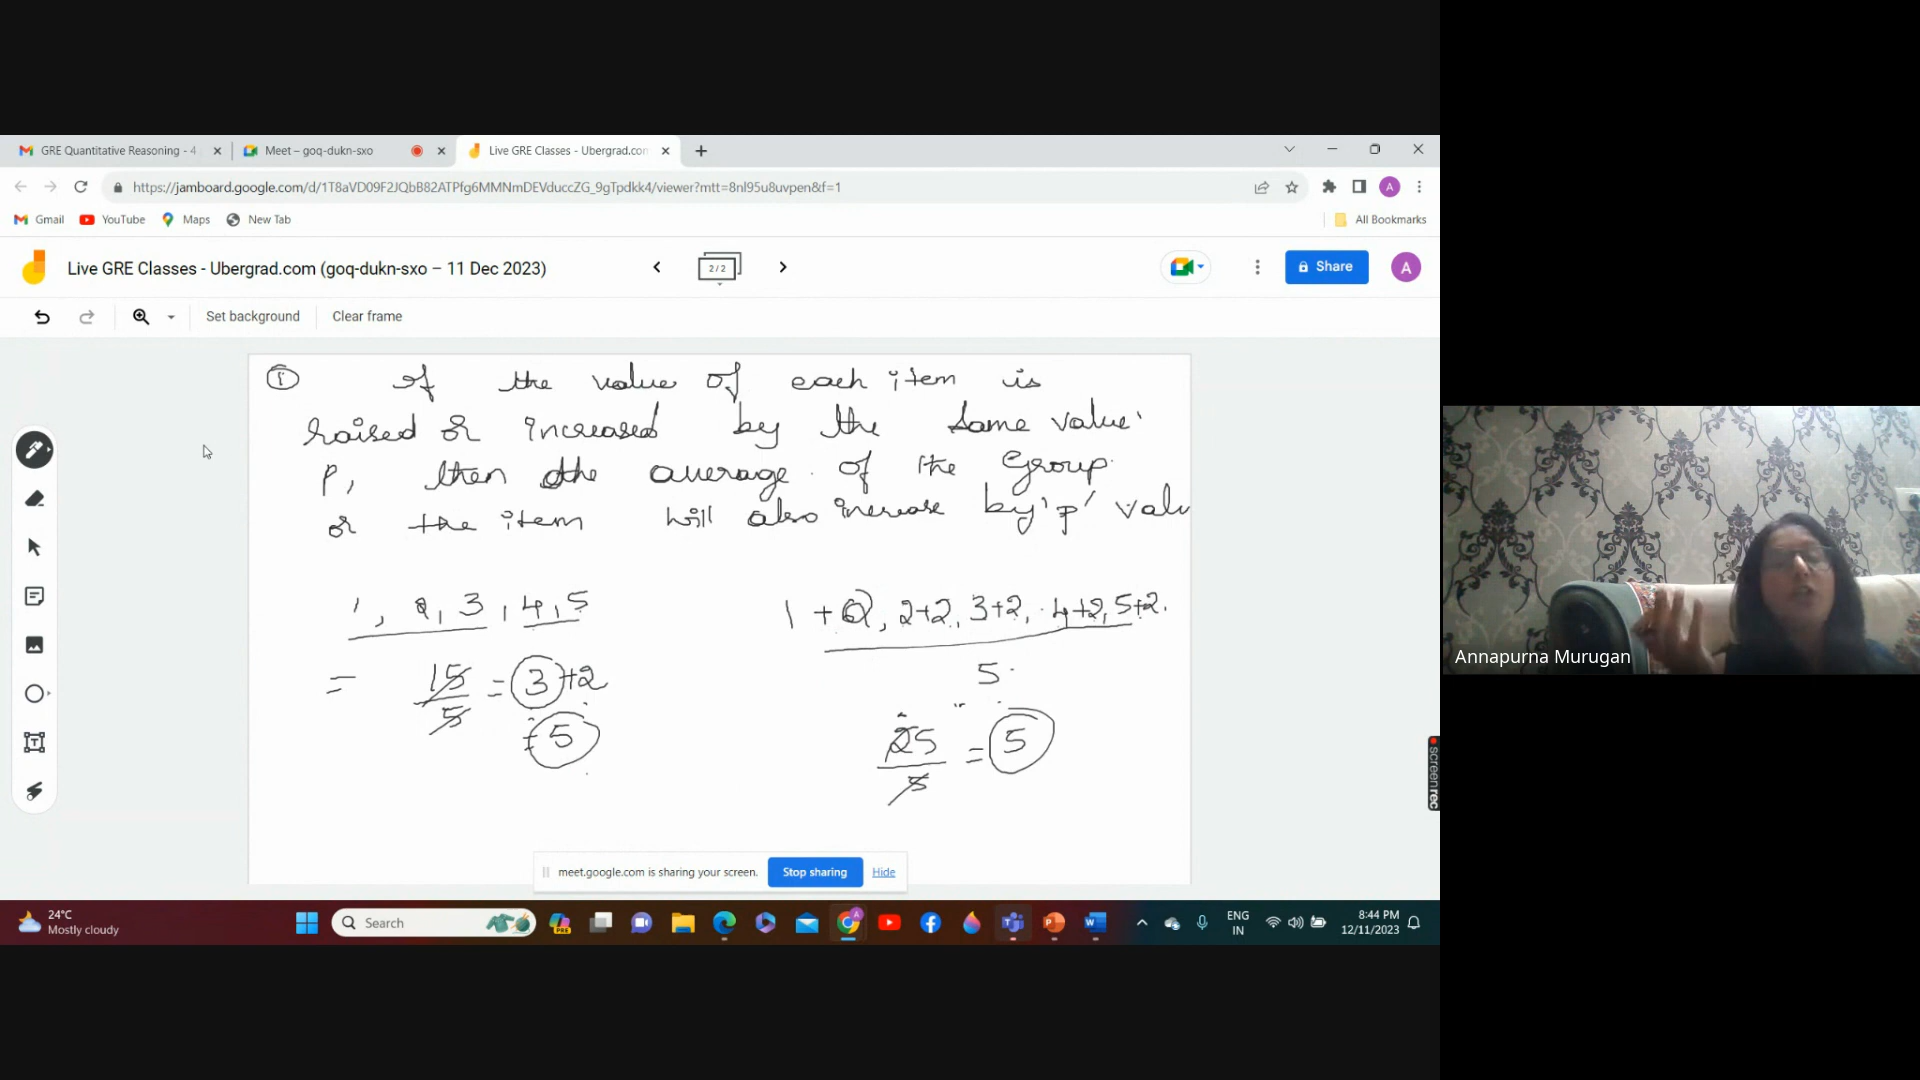 GRE Quantitative Reasoning - 4
Meet – goq-dukn-sxo
Live GRE Classes - Ubergrad.con
https://jamboard.google.com/d/1T8aVD09F2JQbB82ATPfg6MMNmDEVduccZG_9gTpdkk4/viewer?mtt=8nl95u8uvpen&f=1
A
Gmail
YouTube
Maps
New Tab
All Bookmarks
Live GRE Classes - Ubergrad.com (goq-dukn-sxo – 11 Dec 2023)
2 / 2
Share
A
Set background
Clear frame
① If the value of each item is
raised or increased by the same value
P, then the average of the group
or the item will also increase by 'p' valu
1, 2, 3, 4, 5
1 + 2, 2+2, 3+2, 4+2, 5+2.
5
= 15/5 = 3 +2
= 5
25/5 = 5
Annapurna Murugan
screenrec
meet.google.com is sharing your screen.
Stop sharing
Hide
24°C
Mostly cloudy
Search
PRE
ENG
IN
8:44 PM
12/11/2023